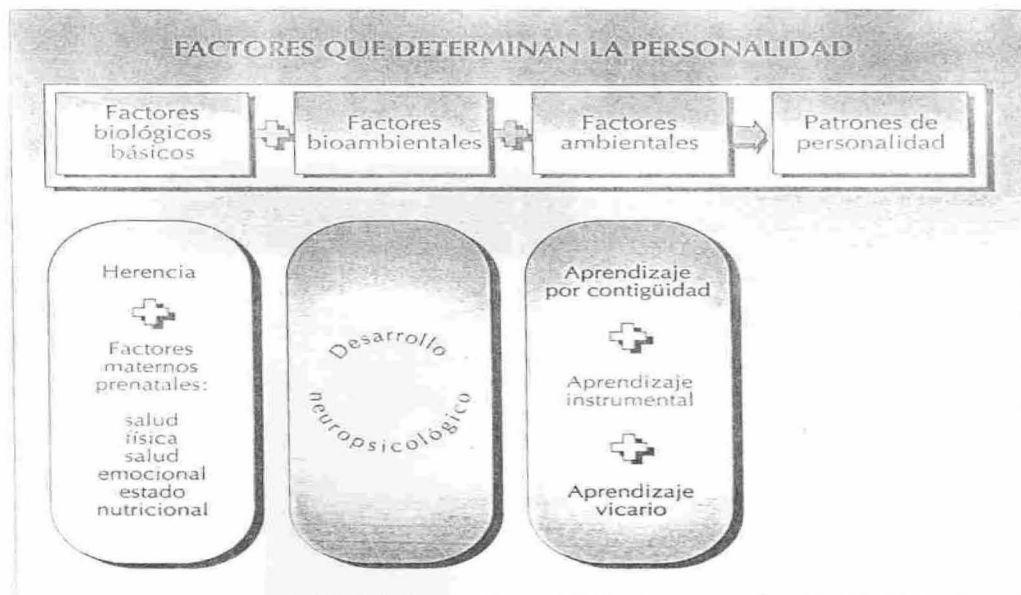 FACTORES QUE DETERMINAN LA PERSONALIDAD
Factores
biológicos
básicos
Factores
bioambientales
Factores
ambientales
Patrones de
personalidad
Herencia
Factores
maternos
prenatales:
salud
física
salud
emocional
estado
nutricional
Desarrollo
neuropsicológico
Aprendizaje
por contigüidad
Aprendizaje
instrumental
Aprendizaje
vicario